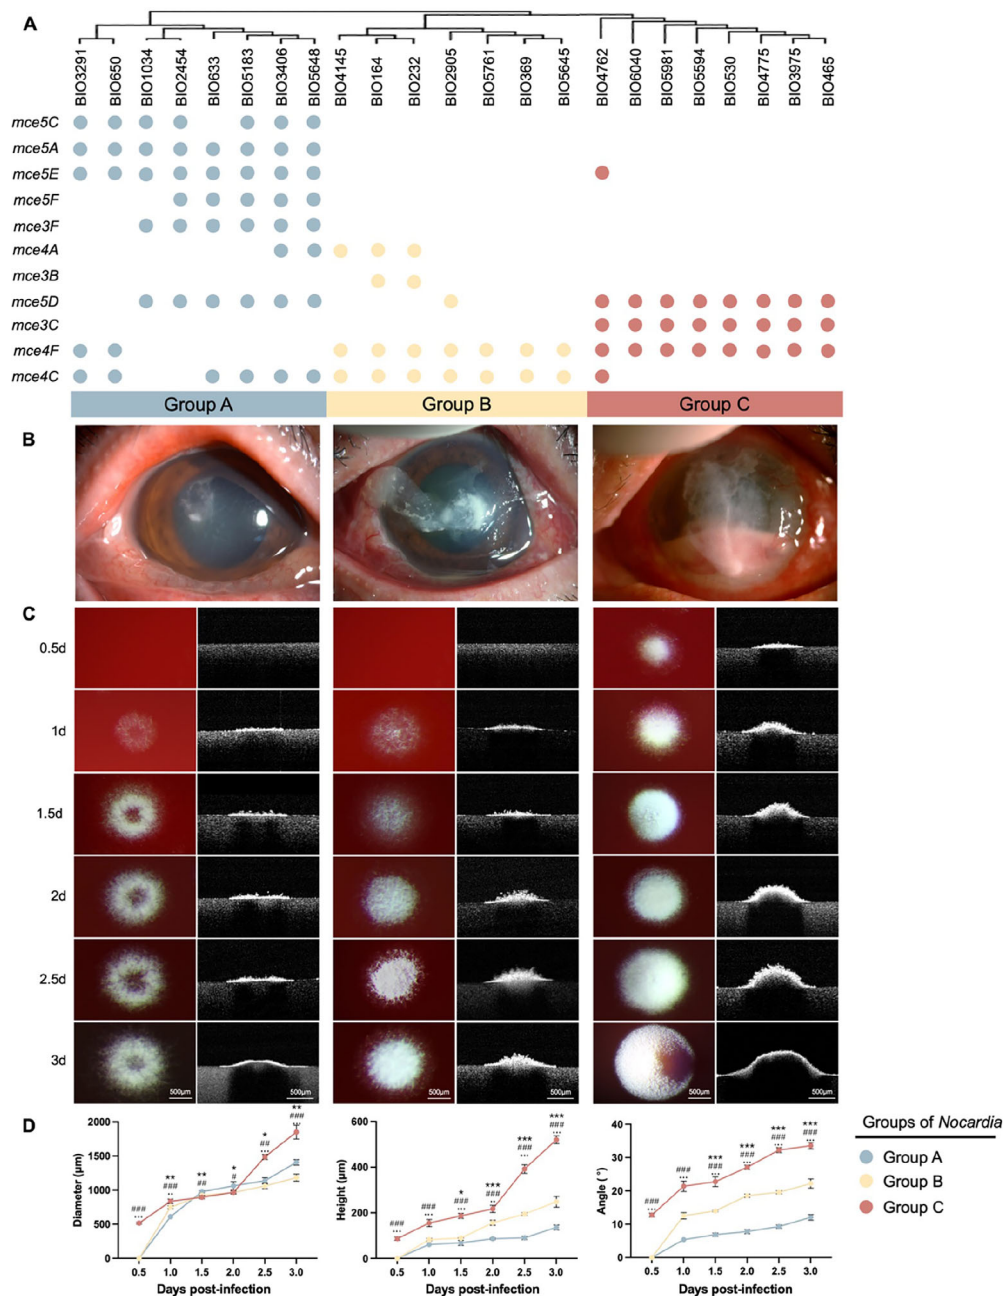 A
BIO3291
BIO650
BIO1034
BIO2454
BIO633
BIO5183
BIO3406
BIO5648
BIO4145
BIO164
BIO232
BIO2905
BIO5761
BIO369
BIO5645
BIO4762
BIO6040
BIO5981
BIO5594
BIO530
BIO4775
BIO3975
BIO465
mce5C
mce5A
mce5E
mce5F
mce3F
mce4A
mce3B
mce5D
mce3C
mce4F
mce4C
Group A Group B Group C
B
C
0.5d
1d
1.5d
2d
2.5d
3d
500μm 500μm 500μm 500μm 500μm 500μm
D
Diameter (μm)
2000
1500
1000
500
0
###
**
###
**
##
*
#
*
##
**
###
0.5 1.0 1.5 2.0 2.5 3.0
Days post-infection
Height (μm)
600
400
200
0
###
###
*
###
***
###
***
###
***
###
0.5 1.0 1.5 2.0 2.5 3.0
Days post-infection
Angle (°)
40
30
20
10
0
###
###
***
###
***
###
***
###
***
###
0.5 1.0 1.5 2.0 2.5 3.0
Days post-infection
Groups of Nocardia
Group A
Group B
Group C